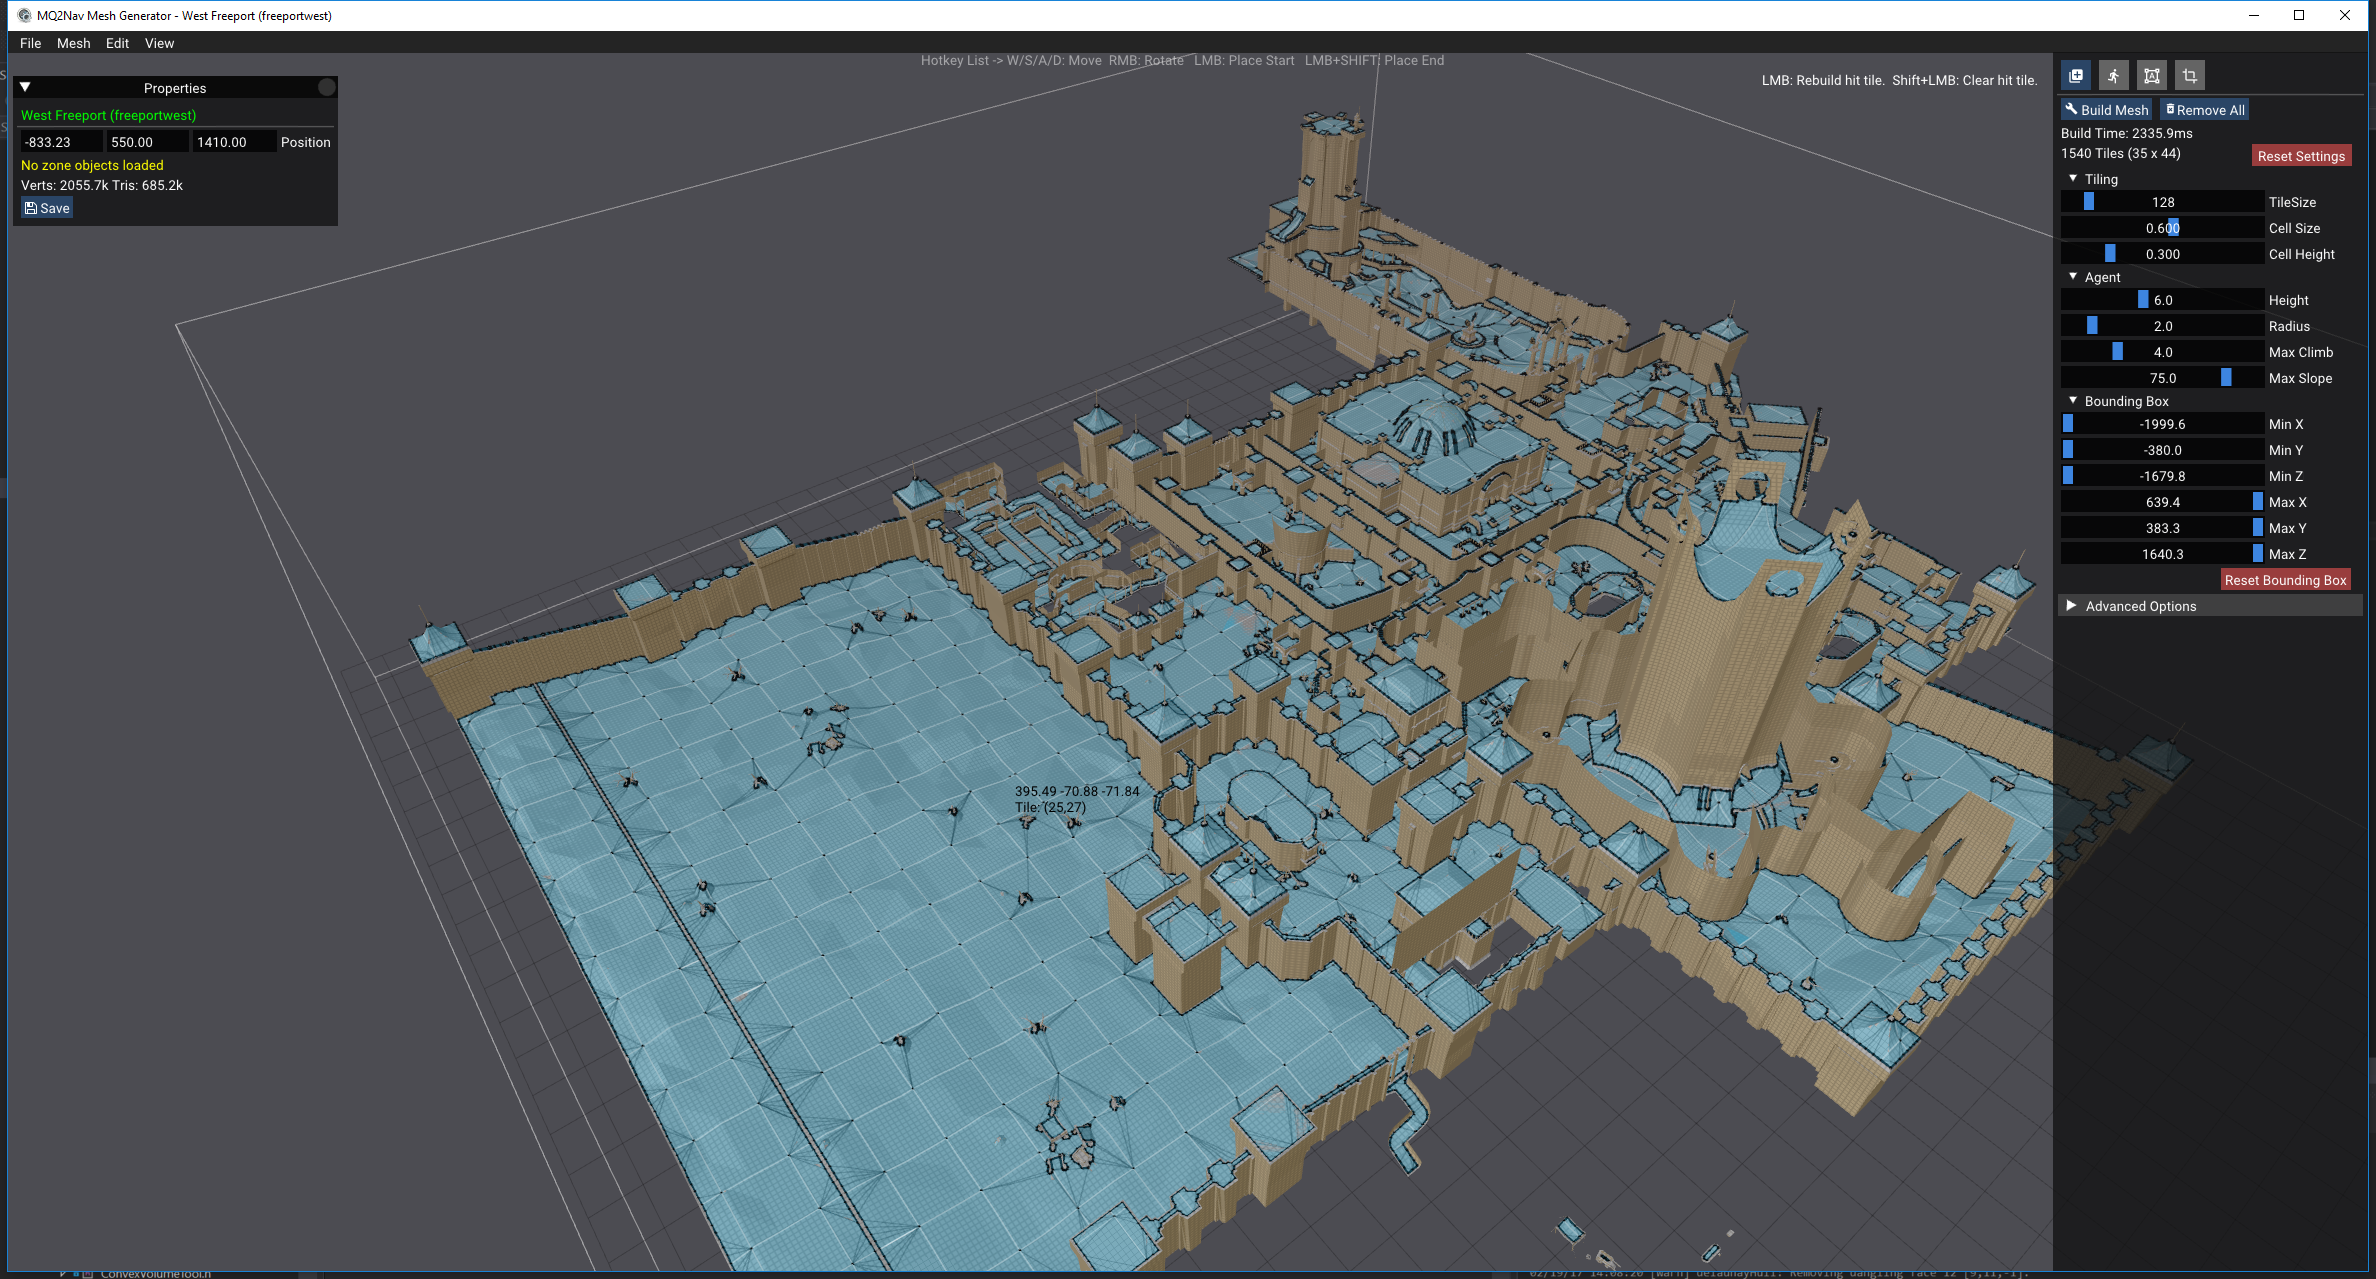 MQ2Nav Mesh Generator - West Freeport (freeportwest)
File Mesh Edit View
Hotkey List -> W/S/A/D: Move RMB: Rotate LMB: Place Start LMB+SHIFT: Place End
LMB: Rebuild hit tile. Shift+LMB: Clear hit tile.
Properties
West Freeport (freeportwest)
-833.23 550.00 1410.00 Position
No zone objects loaded
Verts: 2055.7k Tris: 685.2k
Save
395.49 -70.88 -71.84
Tile: (25,27)
Build Mesh Remove All
Build Time: 2335.9ms
1540 Tiles (35 x 44)
Reset Settings
Tiling
128 TileSize
0.600 Cell Size
0.300 Cell Height
Agent
6.0 Height
2.0 Radius
4.0 Max Climb
75.0 Max Slope
Bounding Box
-1999.6 Min X
-380.0 Min Y
-1679.8 Min Z
639.4 Max X
383.3 Max Y
1640.3 Max Z
Reset Bounding Box
Advanced Options
ConvexVolumeTool.h